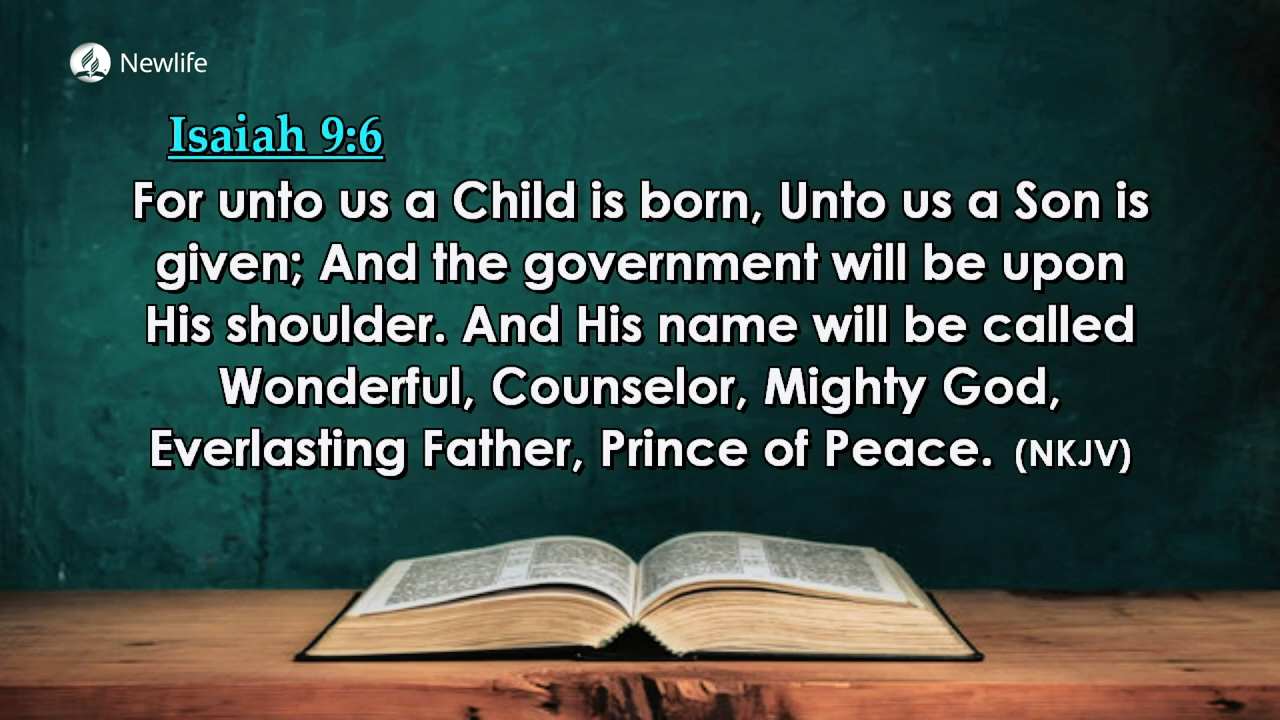 Newlife
Isaiah 9:6
For unto us a Child is born, Unto us a Son is
given; And the government will be upon
His shoulder. And His name will be called
Wonderful, Counselor, Mighty God,
Everlasting Father, Prince of Peace. (NKJV)